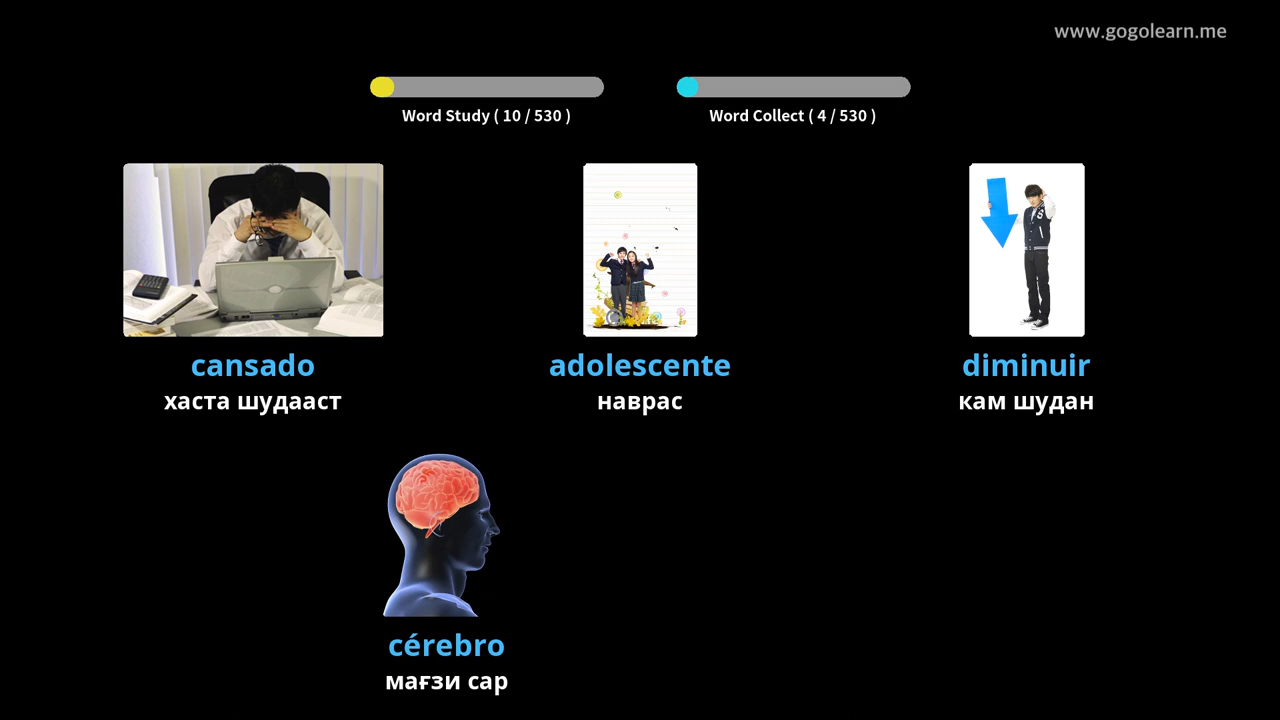 www.gogolearn.me
Word Study ( 10 / 530 )
Word Collect ( 4 / 530 )
cansado
хаста шудааст
adolescente
наврас
diminuir
кам шудан
cérebro
мағзи сар